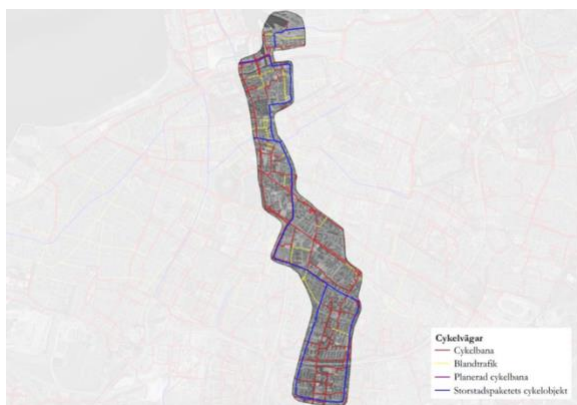 Cykelvägar
Cykelbana
Blandtrafik
Planerad cykelbana
Storstadspaketets cykelobjekt